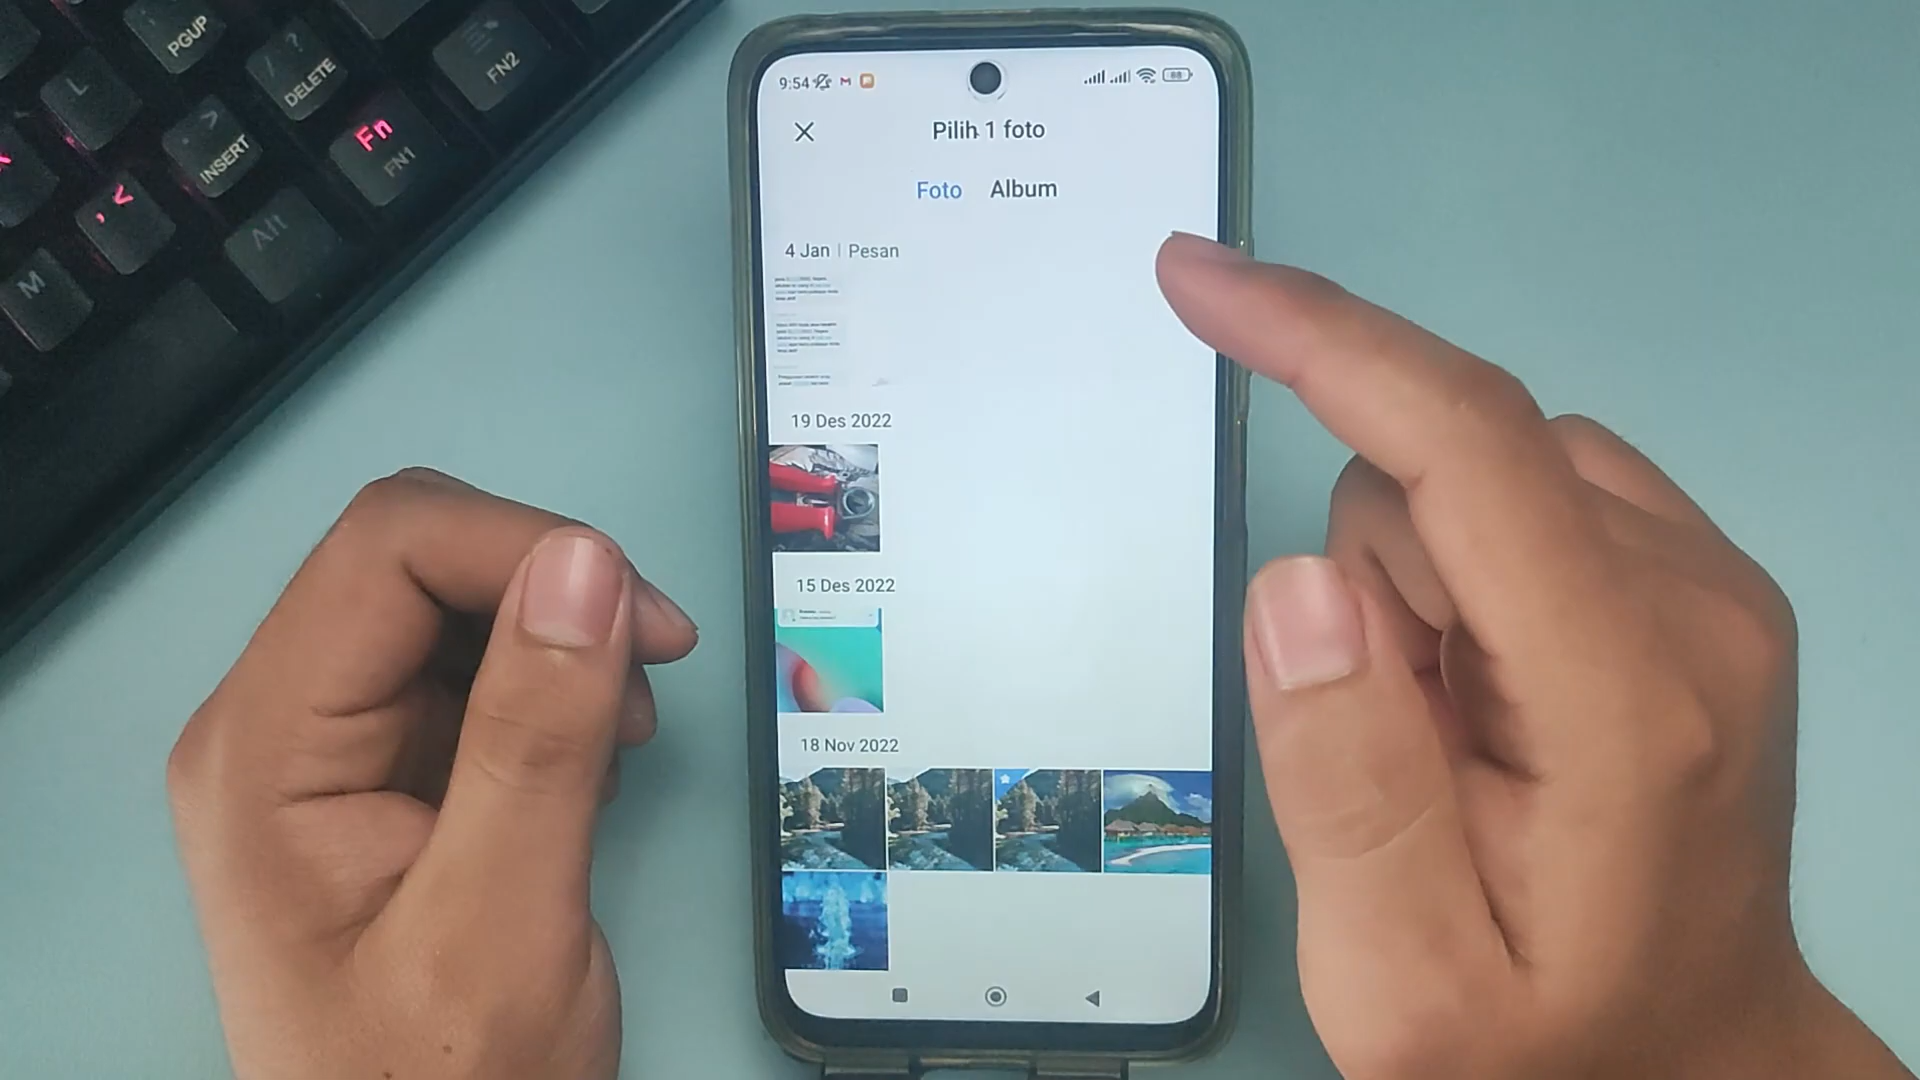 PGUP
L
?
/
DELETE
FN2
>
INSERT
Fn
FN1
, <
Alt
M
9:54
88
Pilih 1 foto
Foto Album
4 Jan | Pesan
19 Des 2022
15 Des 2022
18 Nov 2022